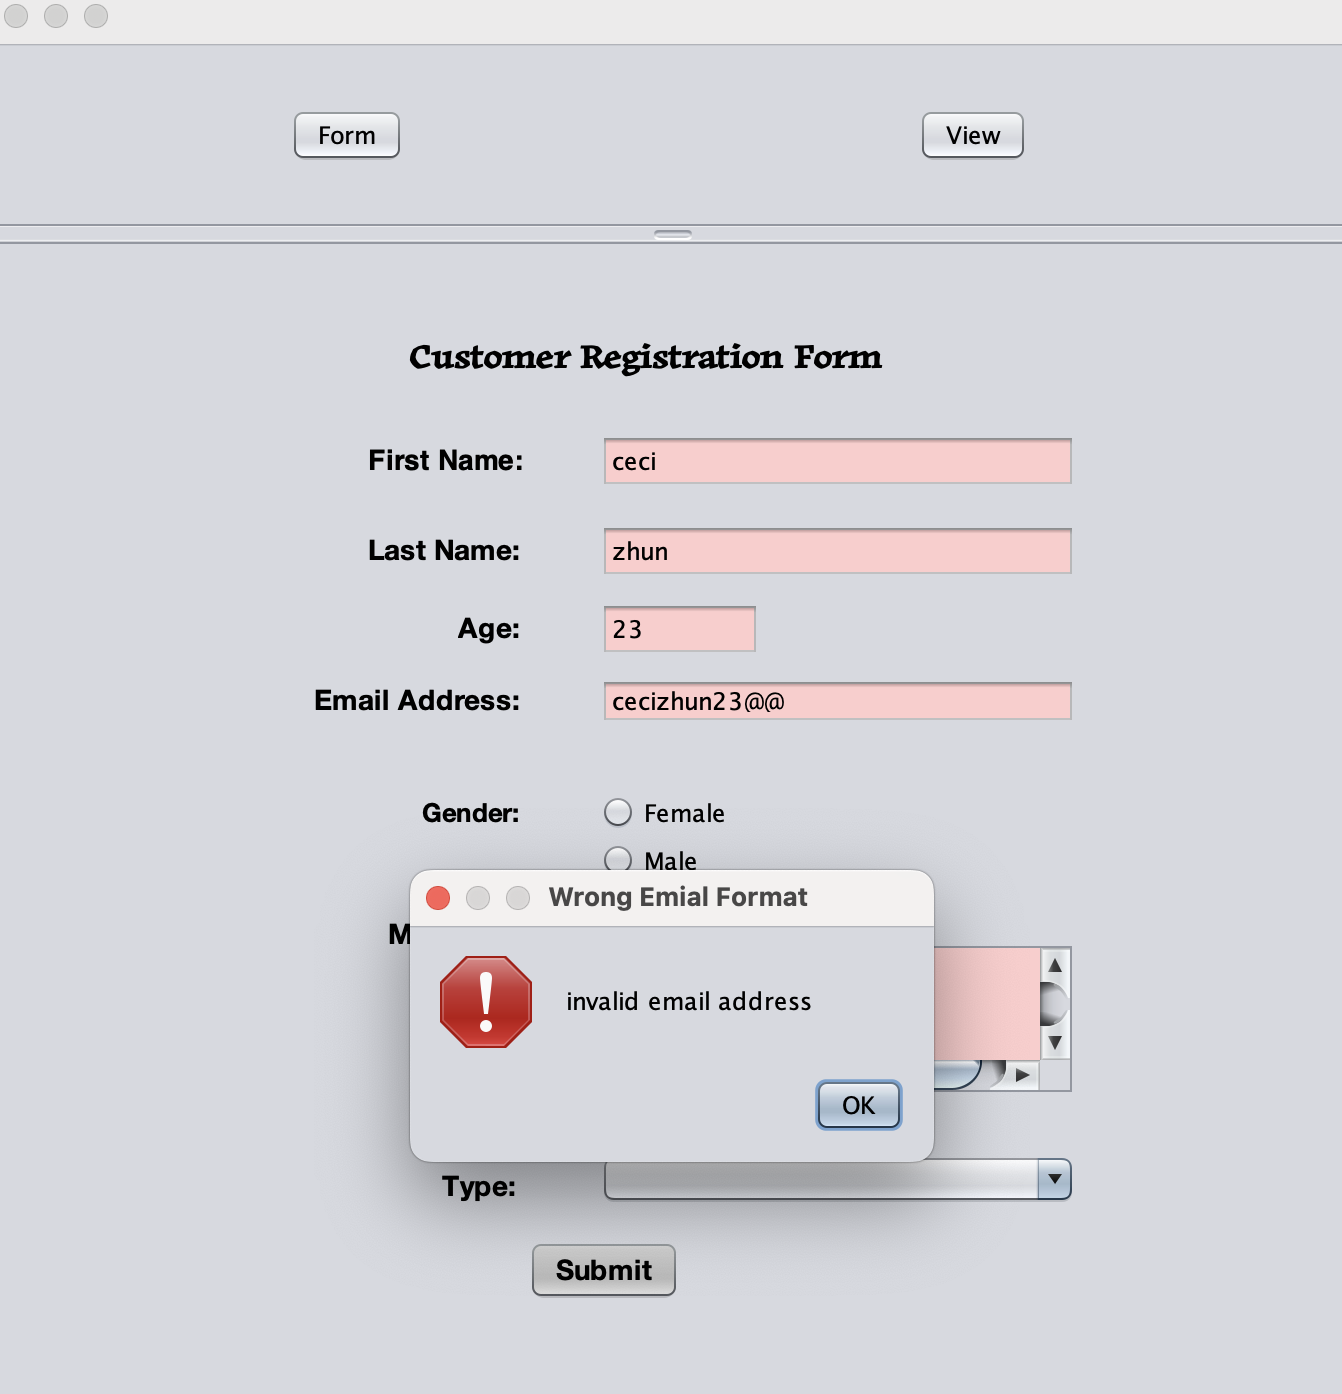 Form
View
Customer Registration Form
First Name:
ceci
Last Name:
zhun
Age:
23
Email Address:
cecizhun23@@
Gender:
Female
Male
Wrong Emial Format
M
invalid email address
OK
Type:
Submit